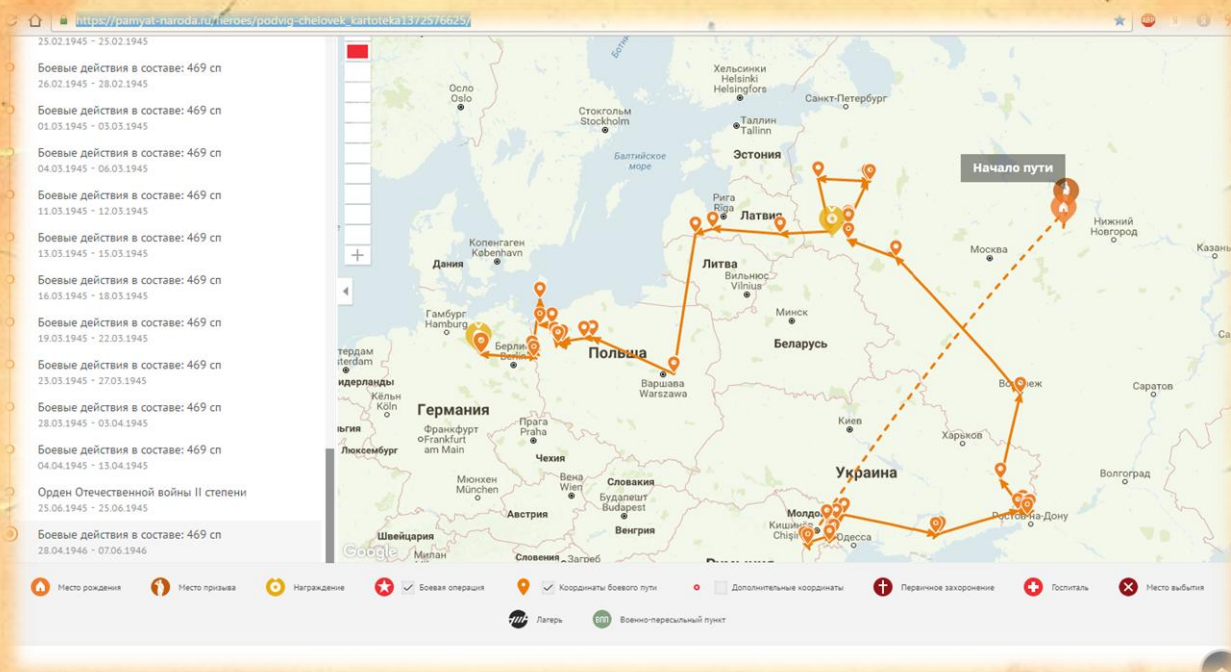 https://pamyat-naroda.ru/heroes/podvig-chelovek_kartoteka1372576625/
25.02.1945 - 25.02.1945
Боевые действия в составе: 469 сп
26.02.1945 - 28.02.1945
Боевые действия в составе: 469 сп
01.03.1945 - 03.03.1945
Боевые действия в составе: 469 сп
04.03.1945 - 06.03.1945
Боевые действия в составе: 469 сп
11.03.1945 - 12.03.1945
Боевые действия в составе: 469 сп
13.03.1945 - 15.03.1945
Боевые действия в составе: 469 сп
16.03.1945 - 18.03.1945
Боевые действия в составе: 469 сп
19.03.1945 - 22.03.1945
Боевые действия в составе: 469 сп
23.03.1945 - 27.03.1945
Боевые действия в составе: 469 сп
28.03.1945 - 03.04.1945
Боевые действия в составе: 469 сп
04.04.1945 - 13.04.1945
Орден Отечественной войны II степени
25.06.1945 - 25.06.1945
Боевые действия в составе: 469 сп
28.04.1946 - 07.06.1946
Хельсинки
Helsinki
Helsingfors
Осло
Oslo
Санкт-Петербург
Стокгольм
Stockholm
Таллин
Tallinn
Эстония
Балтийское
море
Начало пути
Рига
Riga
Латвия
Нижний
Новгород
Москва
Казань
Копенгаген
København
Дания
Литва
Вильнюс
Vilnius
Гамбург
Hamburg
Минск
Беларусь
Польша
Варшава
Warszawa
Саратов
Кёльн
Köln
Германия
Франкфурт
Frankfurt
am Main
Прага
Praha
Киев
Харьков
Люксембург
Чехия
Волгоград
Мюнхен
München
Вена
Wien
Словакия
Украина
Будапешт
Budapest
Австрия
Венгрия
Одесса
Швейцария
Милан
Словения
Загреб
Google
Место рождения
Место призыва
Награждение
Боевая операция
Координаты боевого пути
Дополнительные координаты
Первичное захоронение
Госпиталь
Место выбытия
Лагерь
ВПП
Военно-пересыльный пункт